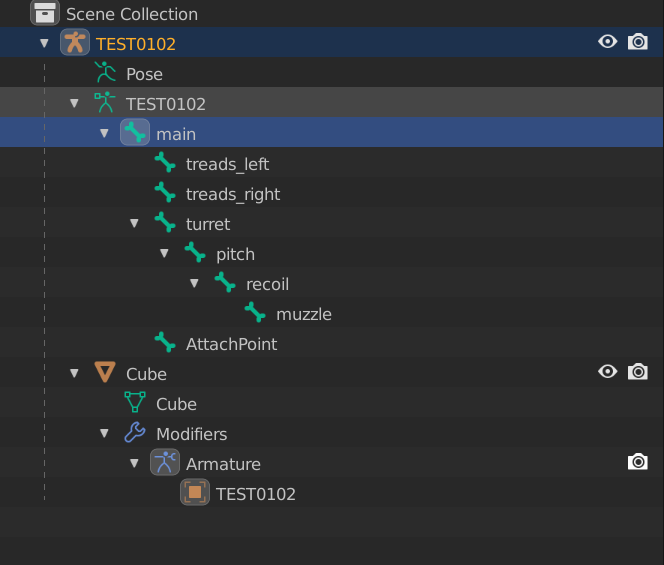 Scene Collection
TEST0102
Pose
TEST0102
main
treads_left
treads_right
turret
pitch
recoil
muzzle
AttachPoint
Cube
Cube
Modifiers
Armature
TEST0102